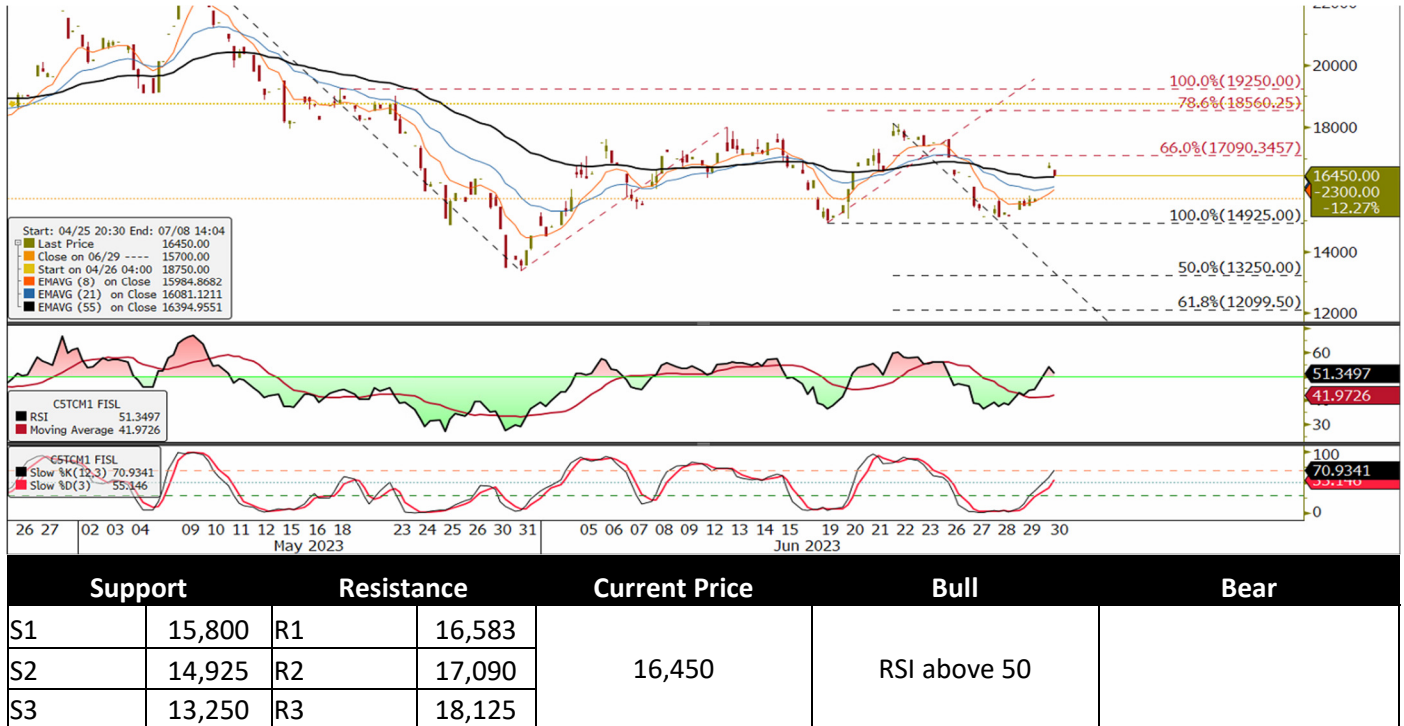 22000
20000
18000
14000
12000
100.0%(19250.00)
78.6%(18560.25)
66.0%(17090.3457)
100.0%(14925.00)
50.0%(13250.00)
61.8%(12099.50)
16450.00
-2300.00
-12.27%
Start: 04/25 20:30 End: 07/08 14:04
Last Price 16450.00
Close on 06/29 ---- 15700.00
Start on 04/26 04:00 18750.00
EMAVG (8) on Close 15984.8682
EMAVG (21) on Close 16081.1211
EMAVG (55) on Close 16394.9551
60
51.3497
41.9726
30
C5TCM1 FISL
RSI 51.3497
Moving Average 41.9726
100
70.9341
55.146
0
C5TCM1 FISL
Slow %K(12,3) 70.9341
Slow %D(3) 55.146
26 27 02 03 04 09 10 11 12 15 16 18 23 24 25 26 30 31 05 06 07 08 09 12 13 14 15 19 20 21 22 23 26 27 28 29 30
May 2023 Jun 2023
Support Resistance Current Price Bull Bear
S1 15,800 R1 16,583
S2 14,925 R2 17,090 16,450 RSI above 50
S3 13,250 R3 18,125